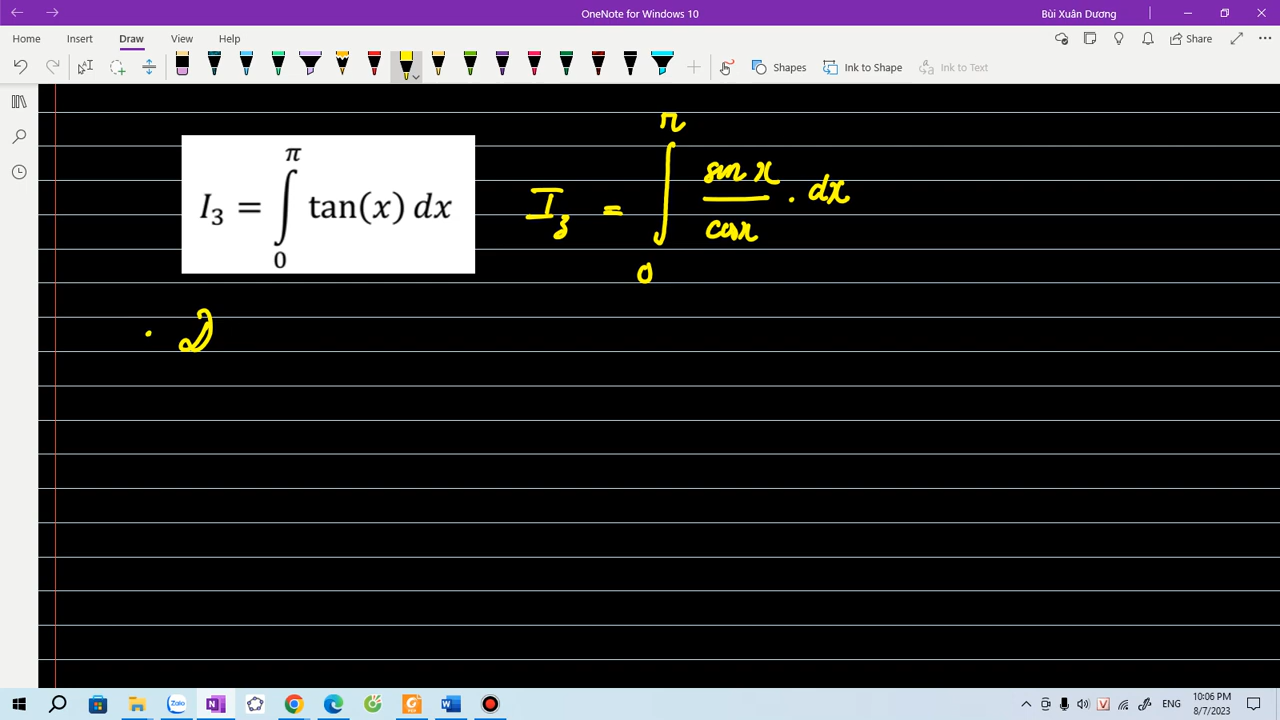 OneNote for Windows 10
Bùi Xuân Dương
Home Insert Draw View Help
Share
Shapes Ink to Shape Ink to Text
I₃ = ∫₀^π tan(x) dx
I₃ = ∫₀^π sin x / cos x . dx
.
Zalo
ENG
10:06 PM
8/7/2023